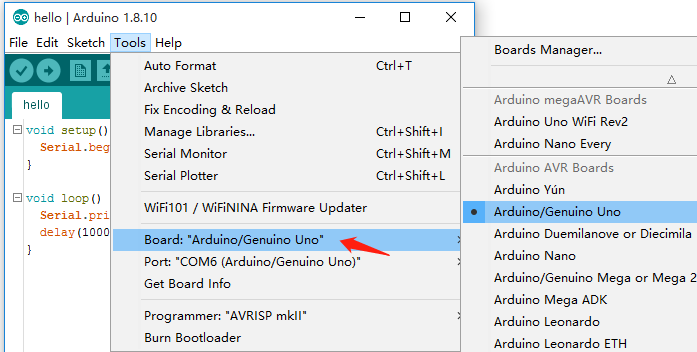 hello | Arduino 1.8.10
File Edit Sketch Tools Help
hello
void setup()
Serial.beg
}
void loop()
Serial.pri
delay(1000
}
Auto Format Ctrl+T
Archive Sketch
Fix Encoding & Reload
Manage Libraries... Ctrl+Shift+I
Serial Monitor Ctrl+Shift+M
Serial Plotter Ctrl+Shift+L
WiFi101 / WiFiNINA Firmware Updater
Board: "Arduino/Genuino Uno"
Port: "COM6 (Arduino/Genuino Uno)"
Get Board Info
Programmer: "AVRISP mkII"
Burn Bootloader
Boards Manager...
Arduino megaAVR Boards
Arduino Uno WiFi Rev2
Arduino Nano Every
Arduino AVR Boards
Arduino Yún
Arduino/Genuino Uno
Arduino Duemilanove or Diecimila
Arduino Nano
Arduino/Genuino Mega or Mega 2
Arduino Mega ADK
Arduino Leonardo
Arduino Leonardo ETH